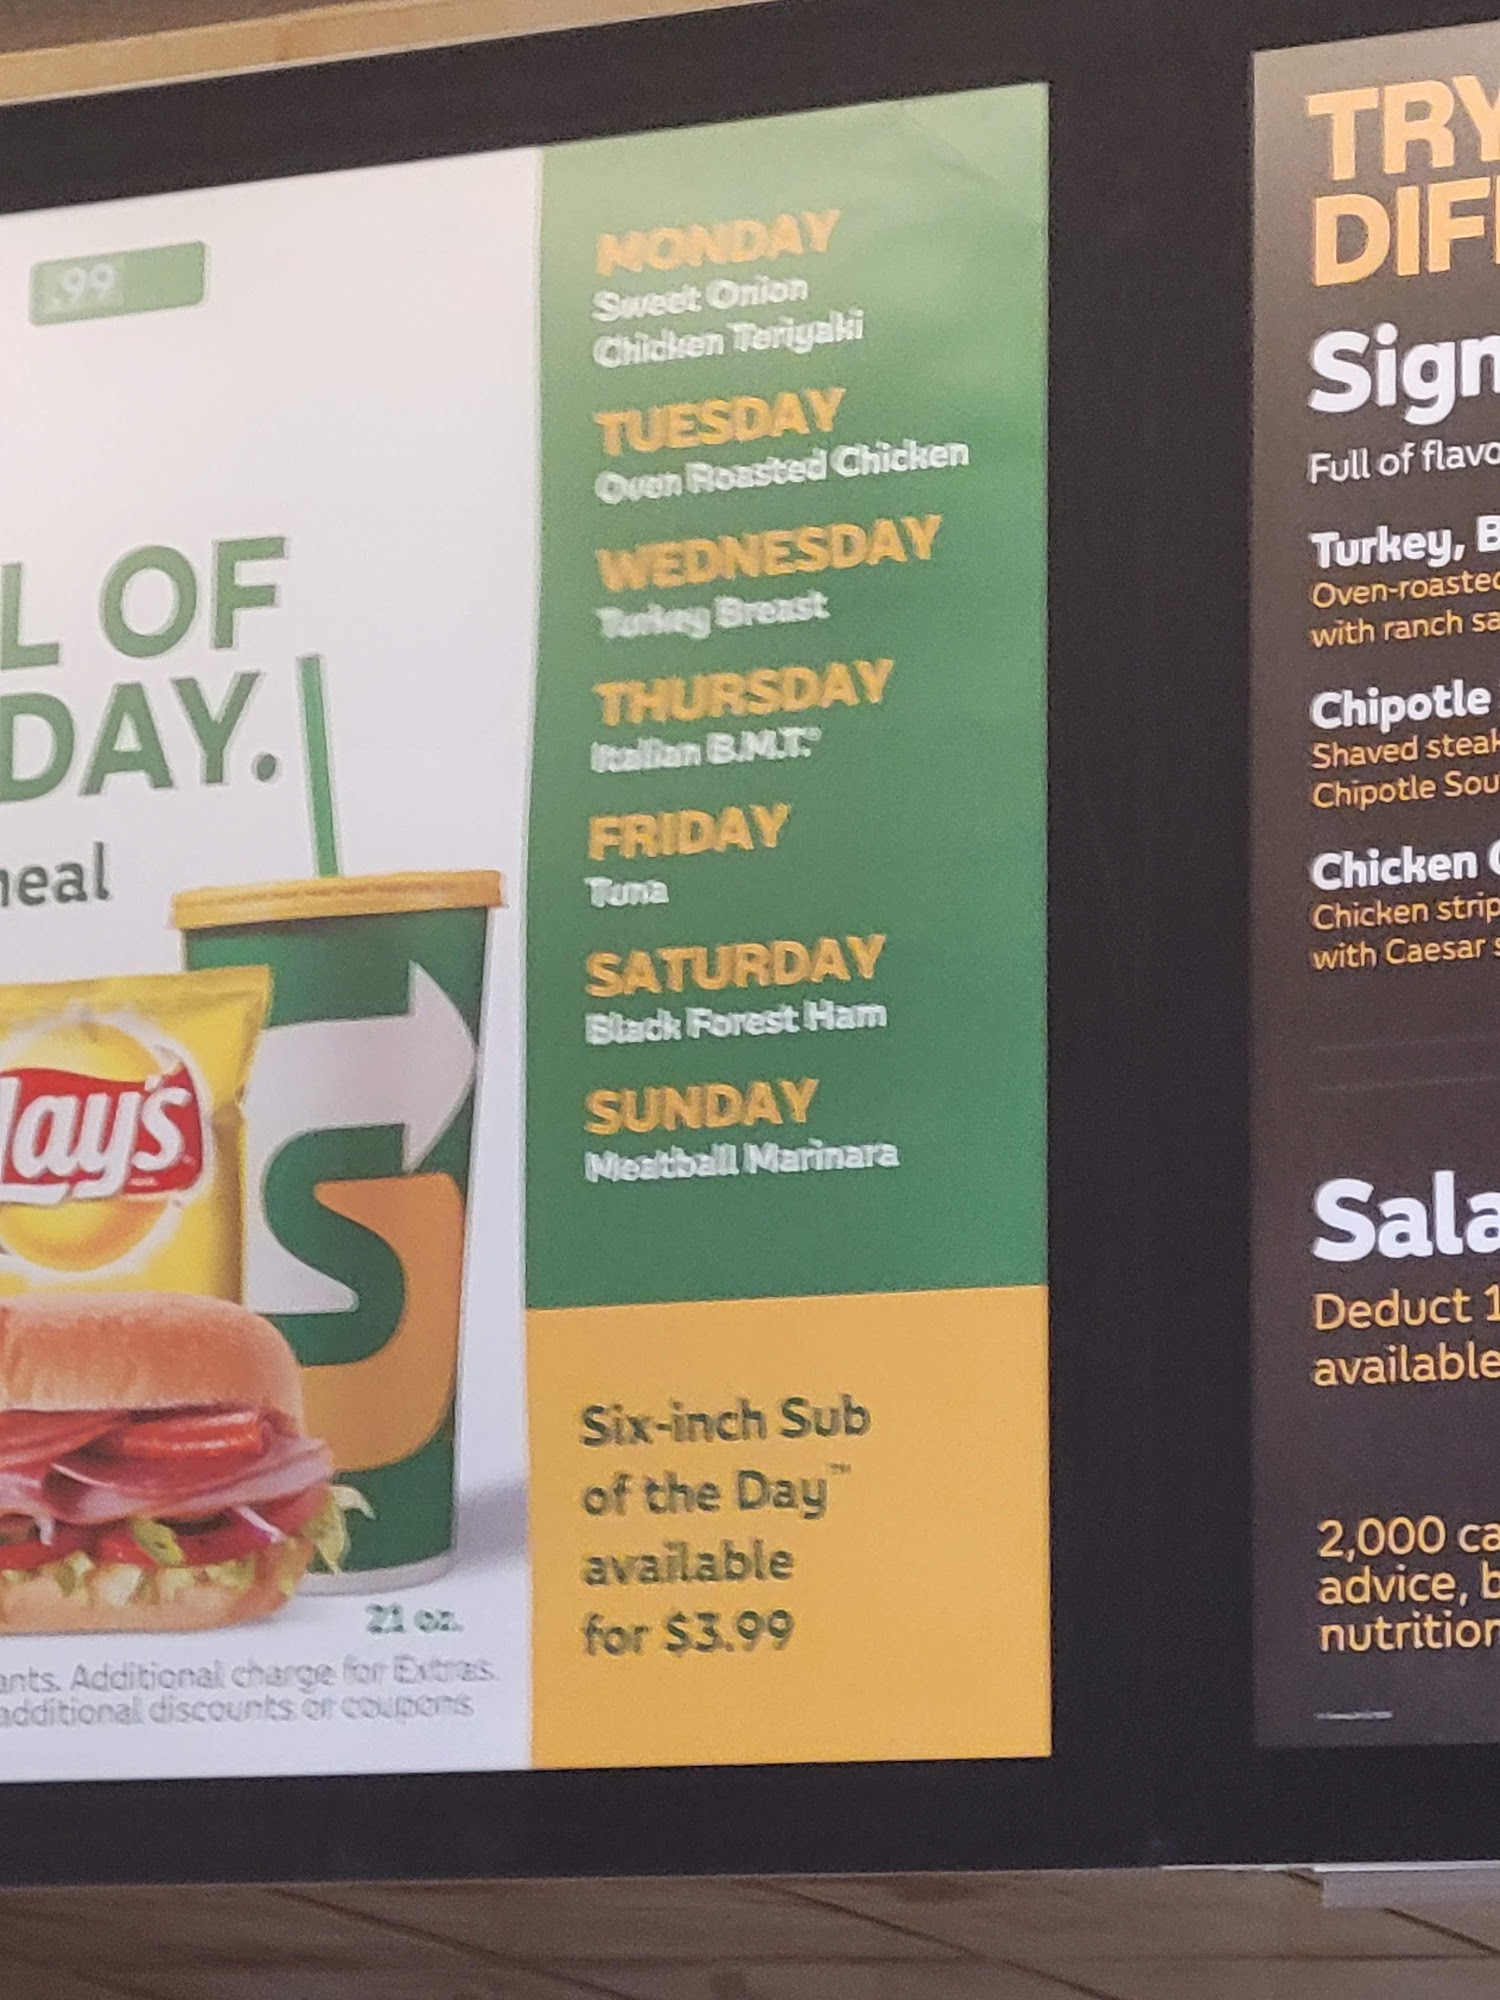 .99
L OF
DAY.
neal
Lay's
21 oz.
ants. Additional charge for Extras.
additional discounts or coupons
MONDAY
Sweet Onion
Chicken Teriyaki
TUESDAY
Oven Roasted Chicken
WEDNESDAY
Turkey Breast
THURSDAY
Italian B.M.T.®
FRIDAY
Tuna
SATURDAY
Black Forest Ham
SUNDAY
Meatball Marinara
Six-inch Sub
of the Day™
available
for $3.99
TRY
DIF
Sign
Full of flavo
Turkey, B
Oven-roasted
with ranch sa
Chipotle
Shaved steak
Chipotle Sou
Chicken C
Chicken strip
with Caesar s
Sala
Deduct 1
available
2,000 ca
advice, b
nutrition